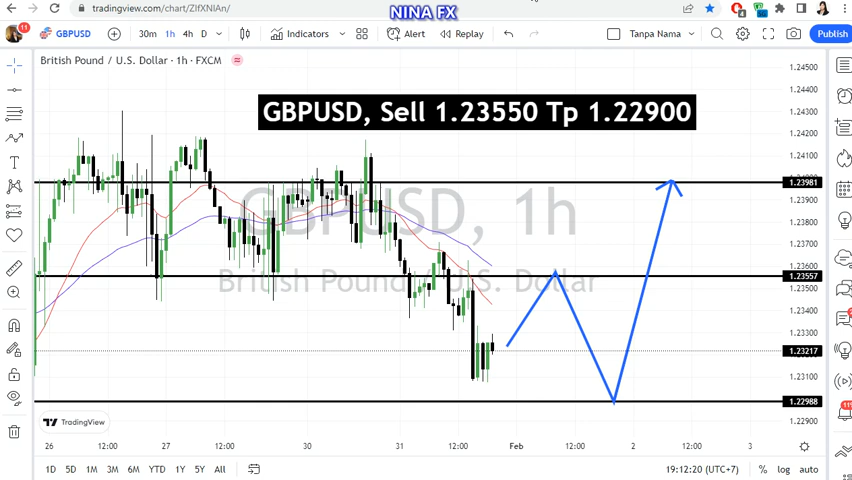 tradingview.com/chart/ZIfXNIAn/
NINA FX
4
11
GBPUSD
30m 1h 4h D
Indicators
Alert
Replay
Tanpa Nama
Publish
British Pound / U.S. Dollar · 1h · FXCM
GBPUSD, Sell 1.23550 Tp 1.22900
GBPUSD, 1h
British Pound / U.S. Dollar
1.24500
1.24400
1.24300
1.24200
1.24100
1.23981
1.23900
1.23800
1.23700
1.23600
1.23557
1.23500
1.23400
1.23300
1.23217
1.23100
1.22988
1.22900
TradingView
26 12:00 27 12:00 30 12:00 31 12:00 Feb 12:00 2 12:00 3
1D 5D 1M 3M 6M YTD 1Y 5Y All
19:12:20 (UTC+7) % log auto